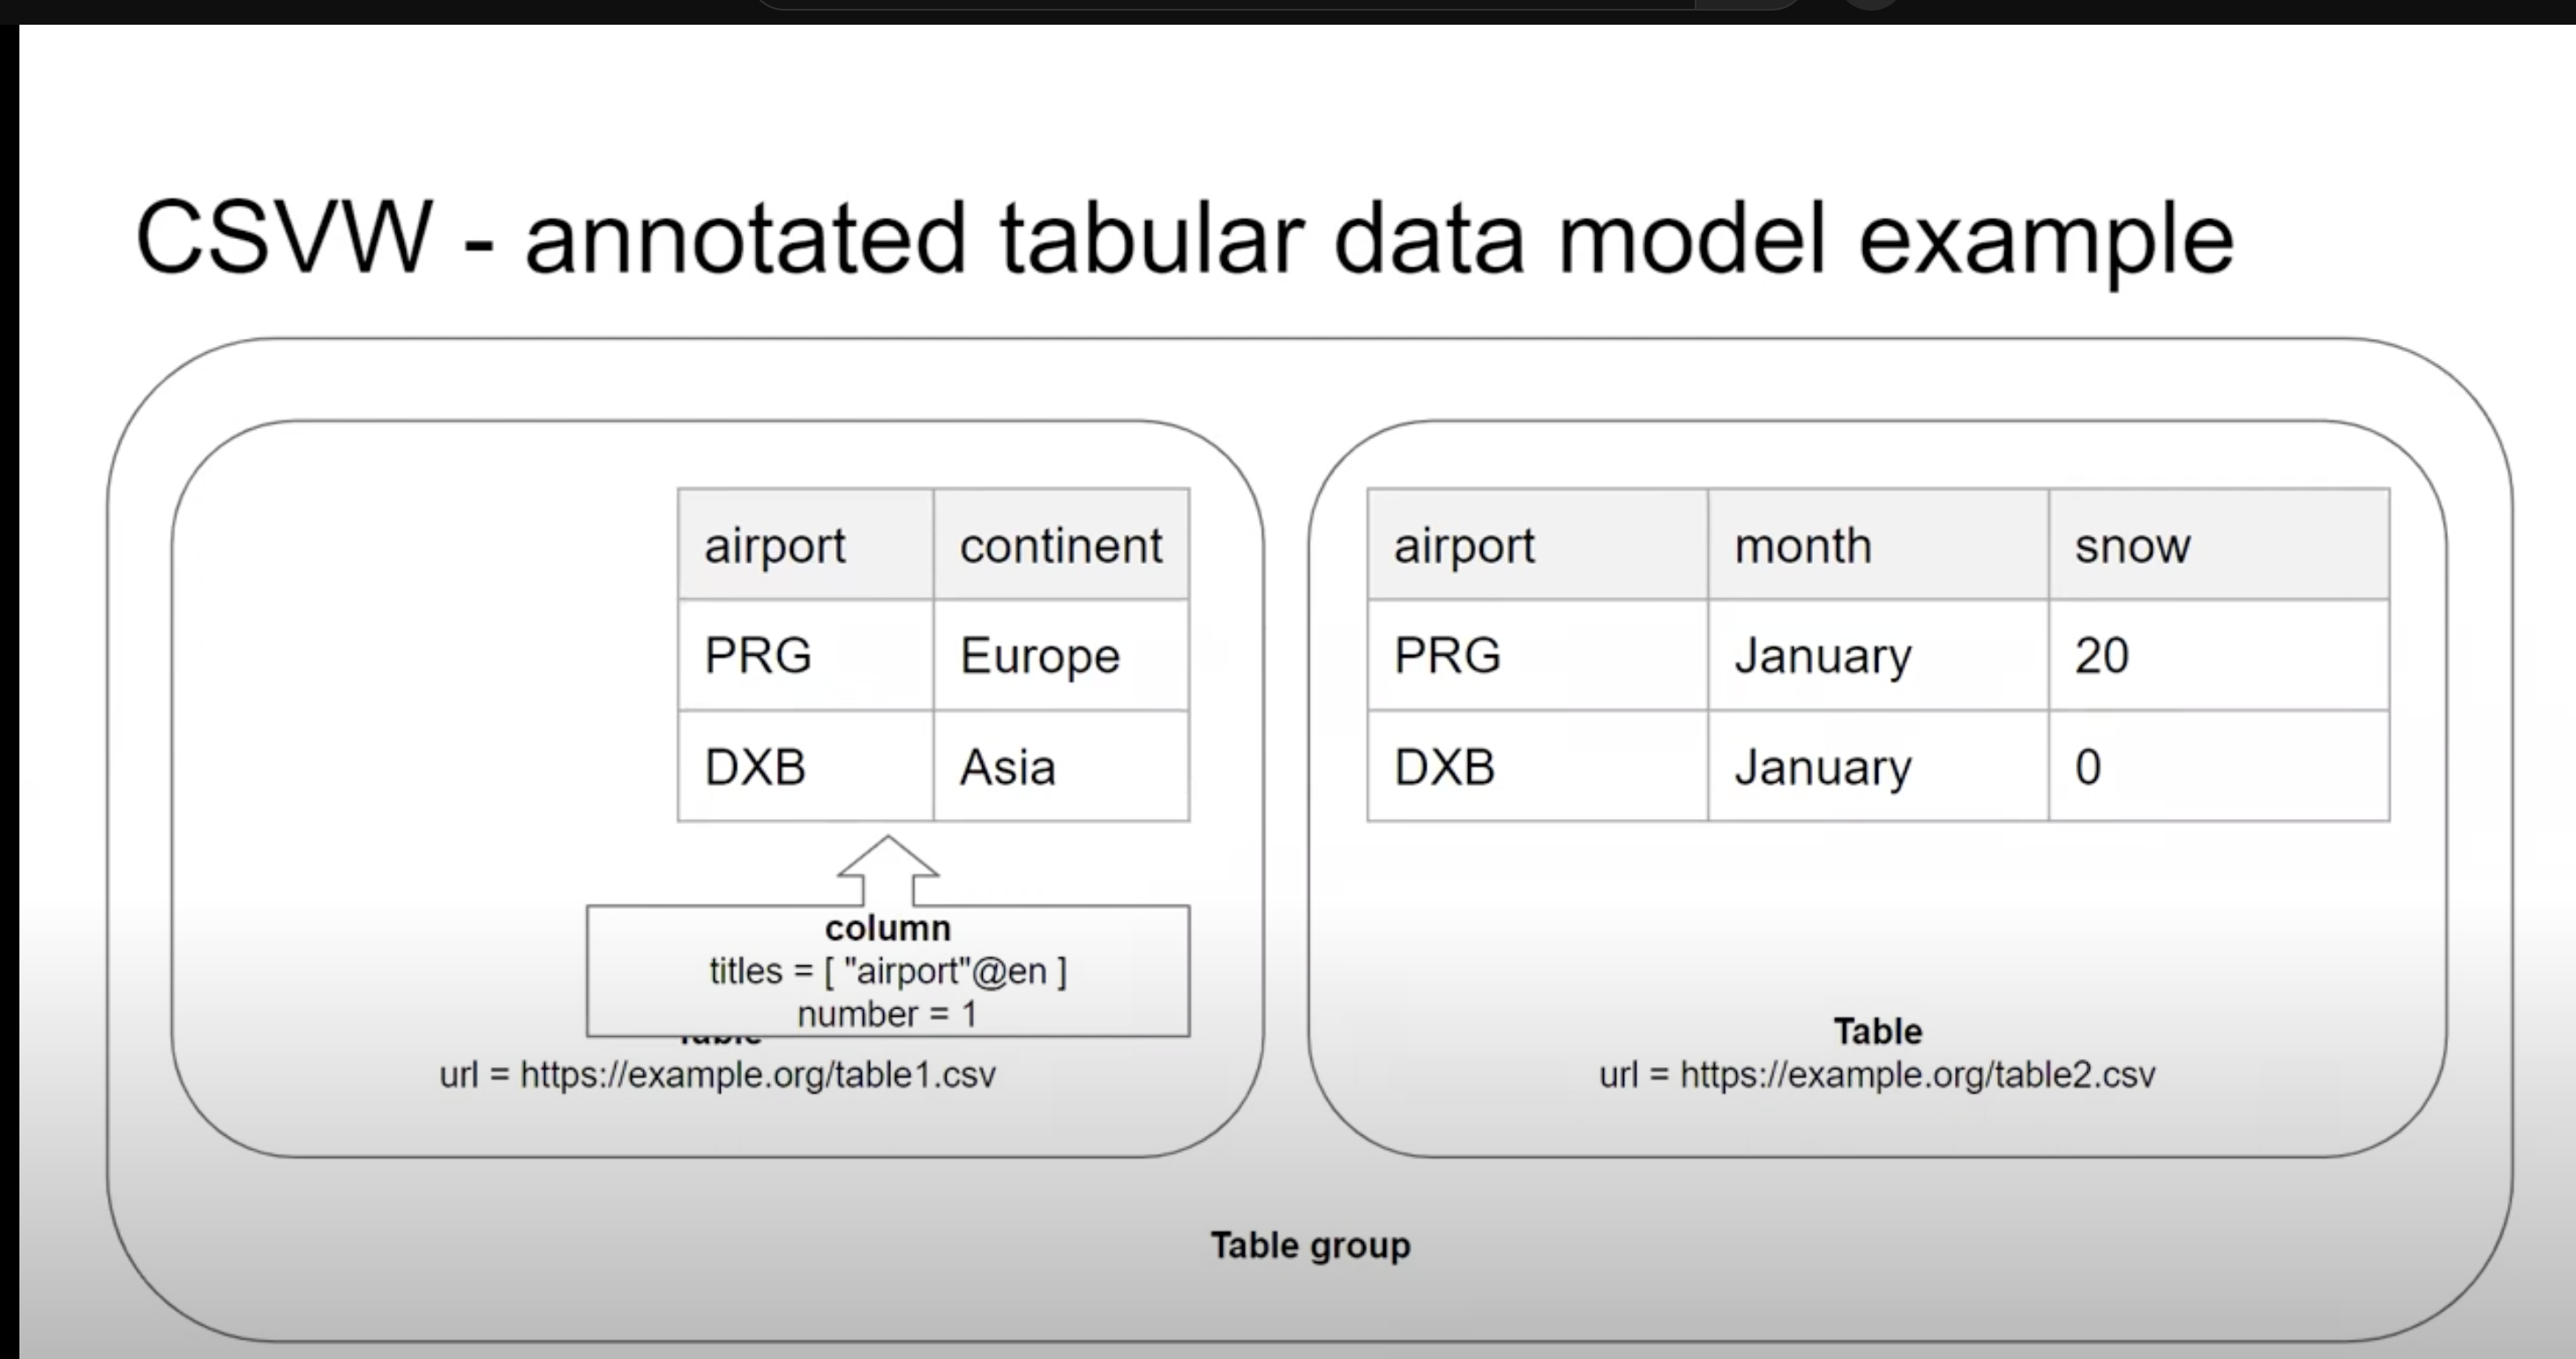 CSVW - annotated tabular data model example
airport continent
PRG Europe
DXB Asia
column
titles = [ "airport"@en ]
number = 1
Table
url = https://example.org/table1.csv
airport month snow
PRG January 20
DXB January 0
Table
url = https://example.org/table2.csv
Table group